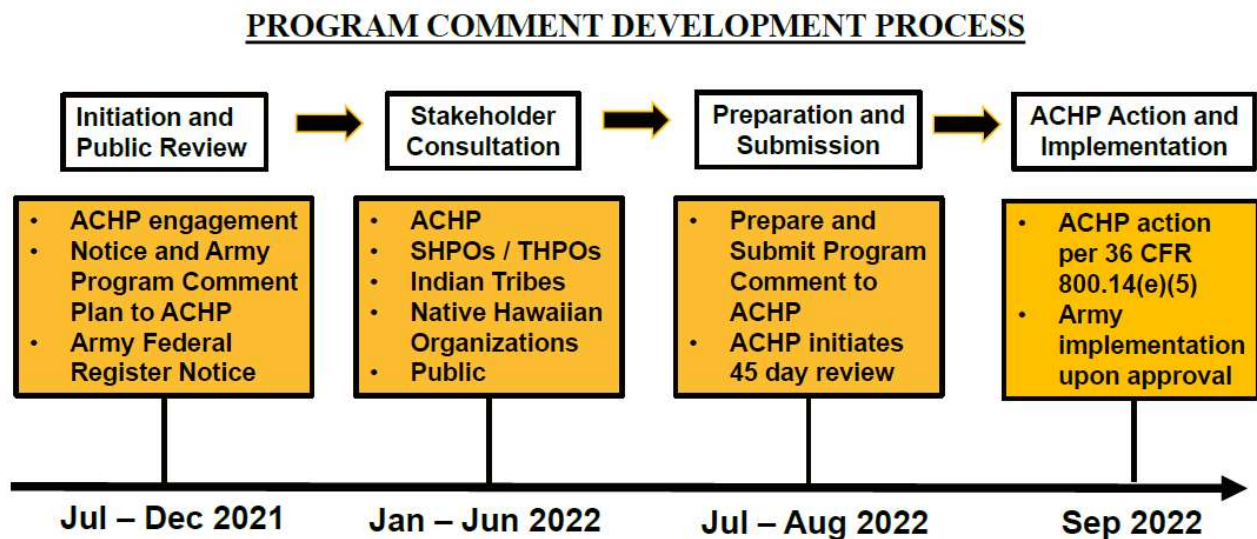 PROGRAM COMMENT DEVELOPMENT PROCESS
Initiation and
Public Review
Stakeholder
Consultation
Preparation and
Submission
ACHP Action and
Implementation
• ACHP engagement
• Notice and Army
Program Comment
Plan to ACHP
• Army Federal
Register Notice
• ACHP
• SHPOs / THPOs
• Indian Tribes
• Native Hawaiian
Organizations
• Public
• Prepare and
Submit Program
Comment to
ACHP
• ACHP initiates
45 day review
• ACHP action
per 36 CFR
800.14(e)(5)
• Army
implementation
upon approval
Jul – Dec 2021
Jan – Jun 2022
Jul – Aug 2022
Sep 2022